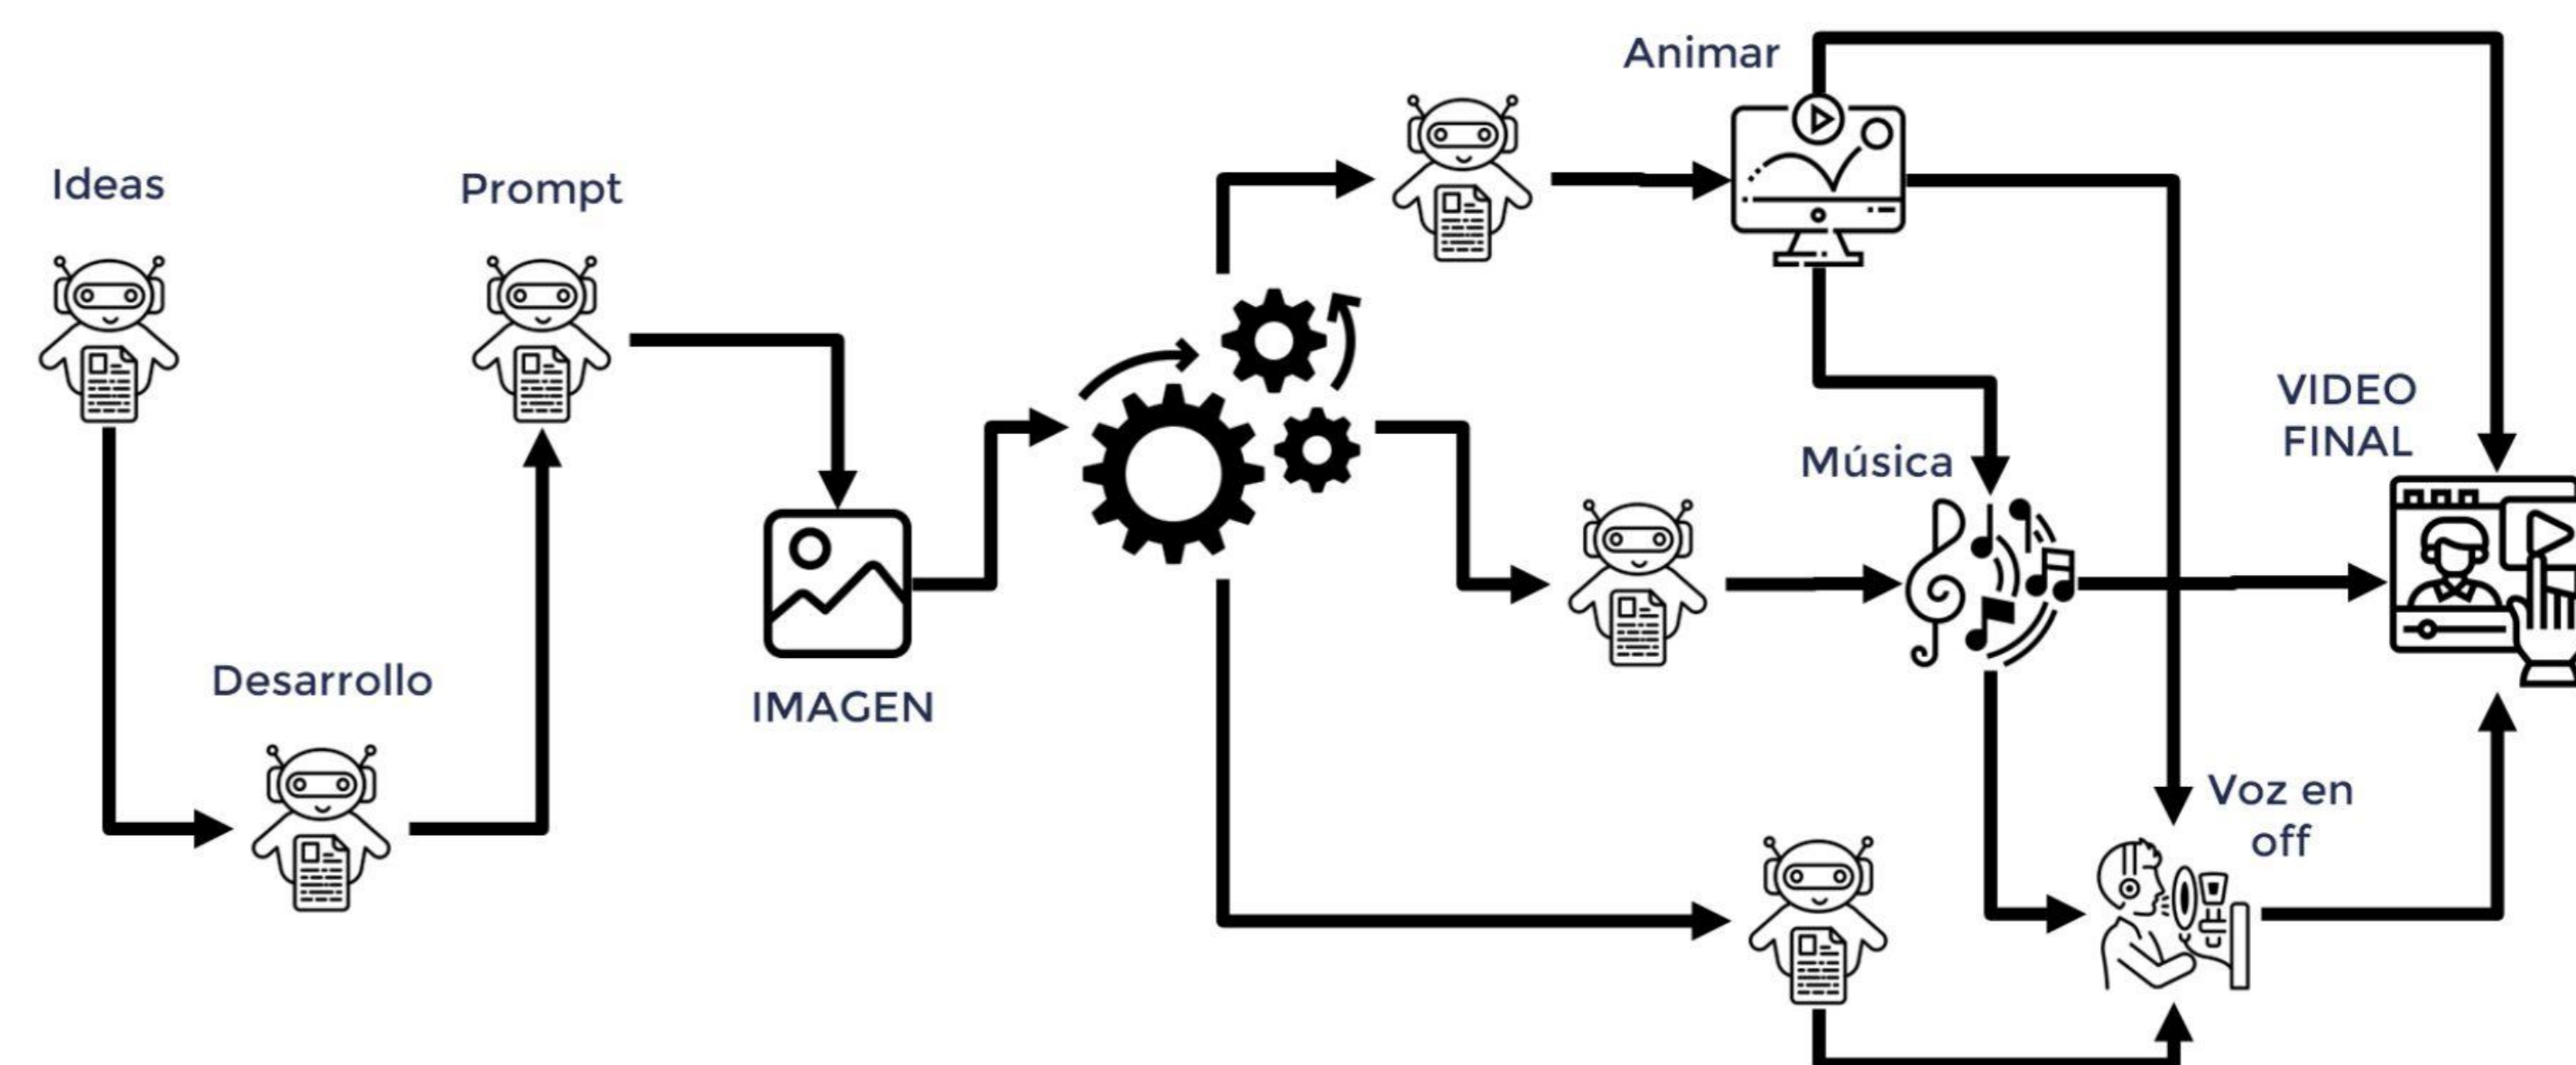 Ideas
Prompt
Desarrollo
IMAGEN
Animar
Música
VIDEO
FINAL
Voz en
off